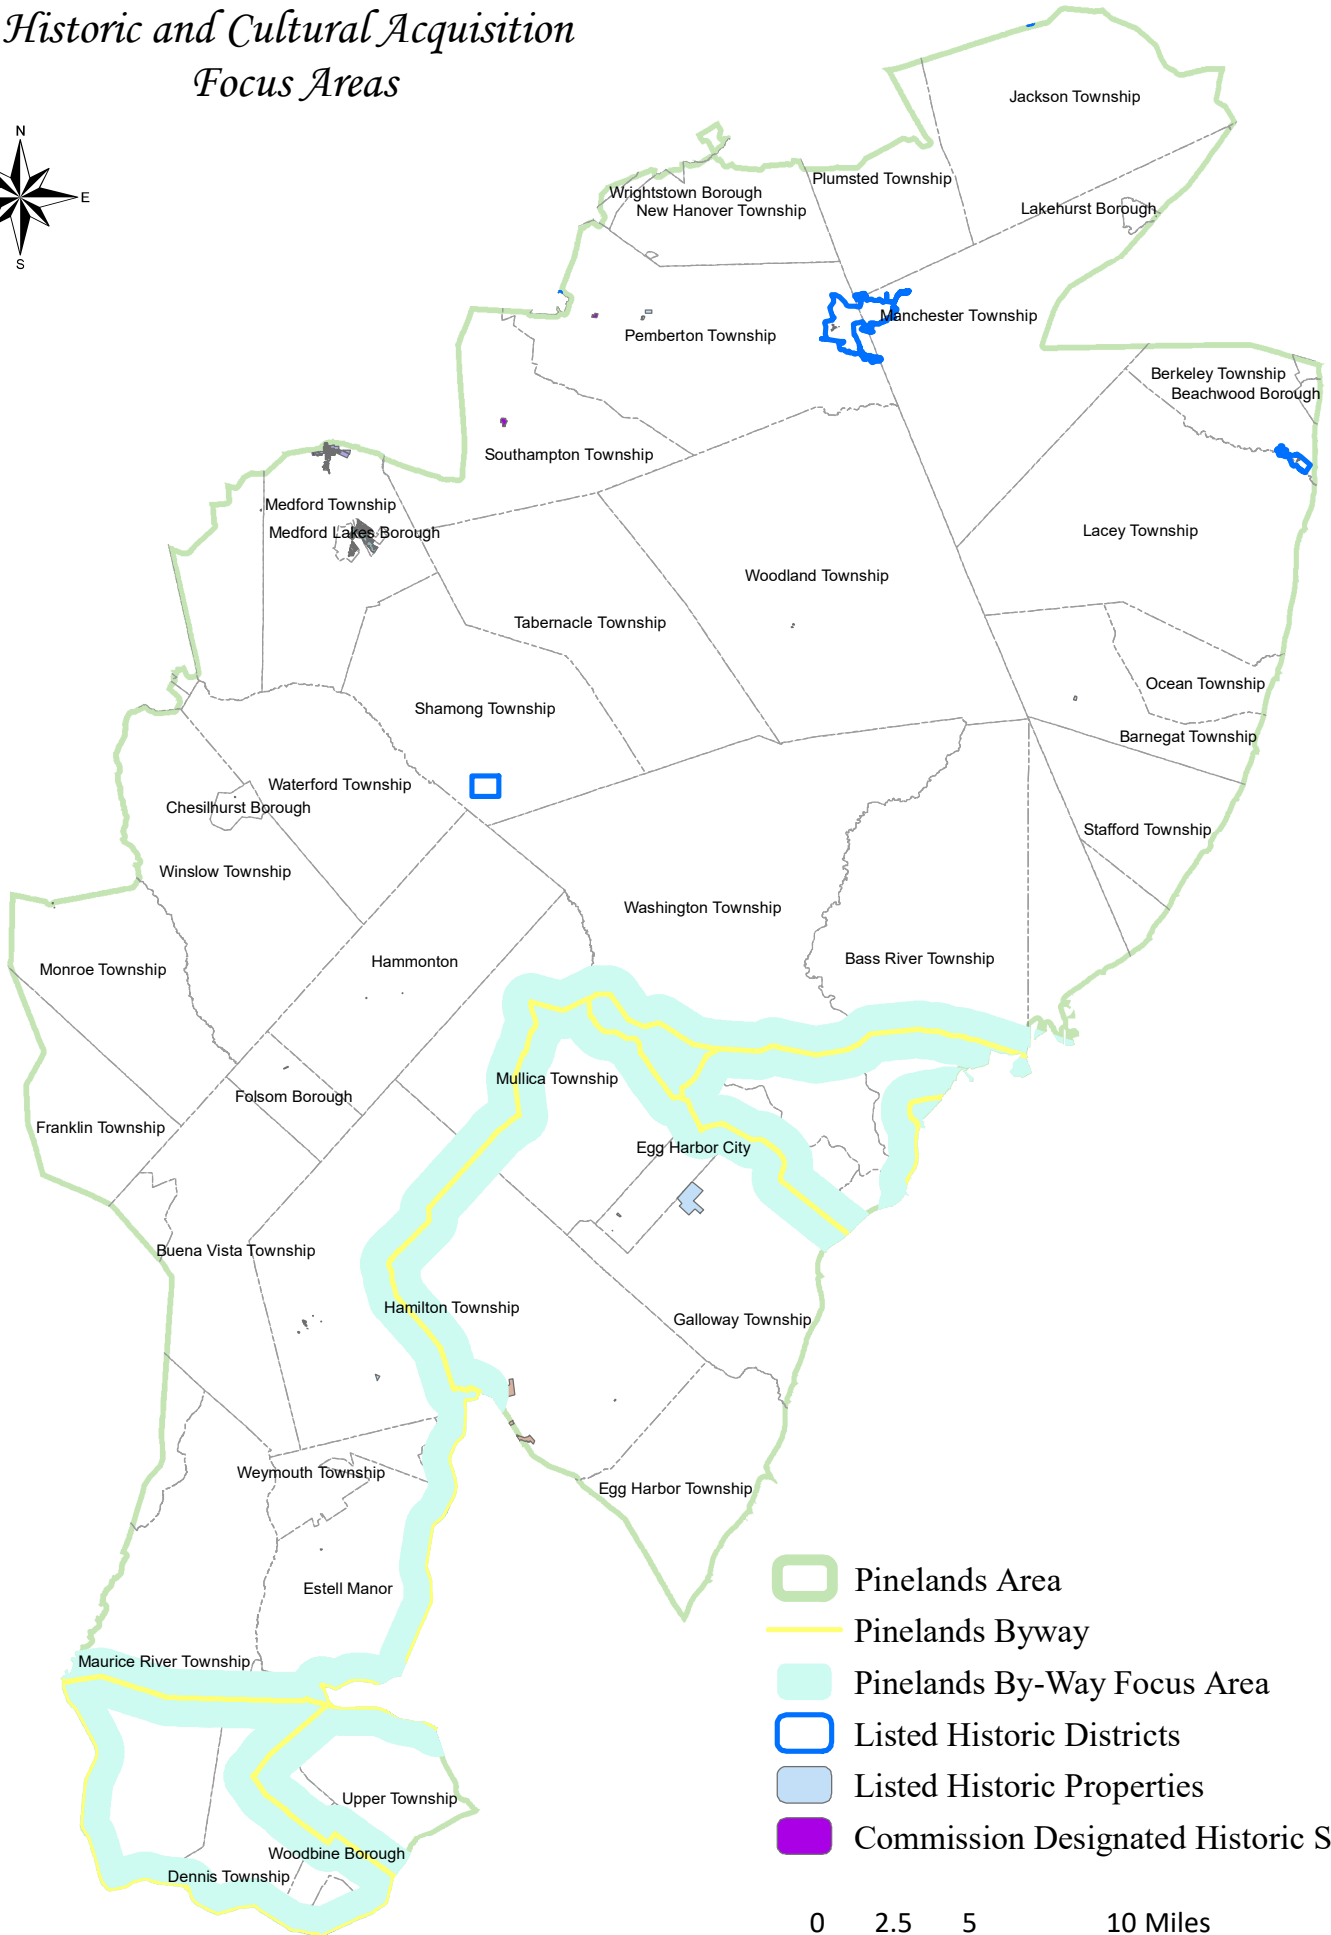 Historic and Cultural Acquisition
Focus Areas
N
E
S
Jackson Township
Plumsted Township
Wrightstown Borough
New Hanover Township
Lakehurst Borough
Manchester Township
Pemberton Township
Berkeley Township
Beachwood Borough
Southampton Township
Medford Township
Medford Lakes Borough
Lacey Township
Woodland Township
Tabernacle Township
Ocean Township
Shamong Township
Barnegat Township
Waterford Township
Chesilhurst Borough
Stafford Township
Winslow Township
Washington Township
Bass River Township
Hammonton
Monroe Township
Mullica Township
Folsom Borough
Franklin Township
Egg Harbor City
Buena Vista Township
Hamilton Township
Galloway Township
Weymouth Township
Egg Harbor Township
Estell Manor
Maurice River Township
Upper Township
Woodbine Borough
Dennis Township
Pinelands Area
Pinelands Byway
Pinelands By-Way Focus Area
Listed Historic Districts
Listed Historic Properties
Commission Designated Historic S
0 2.5 5 10 Miles